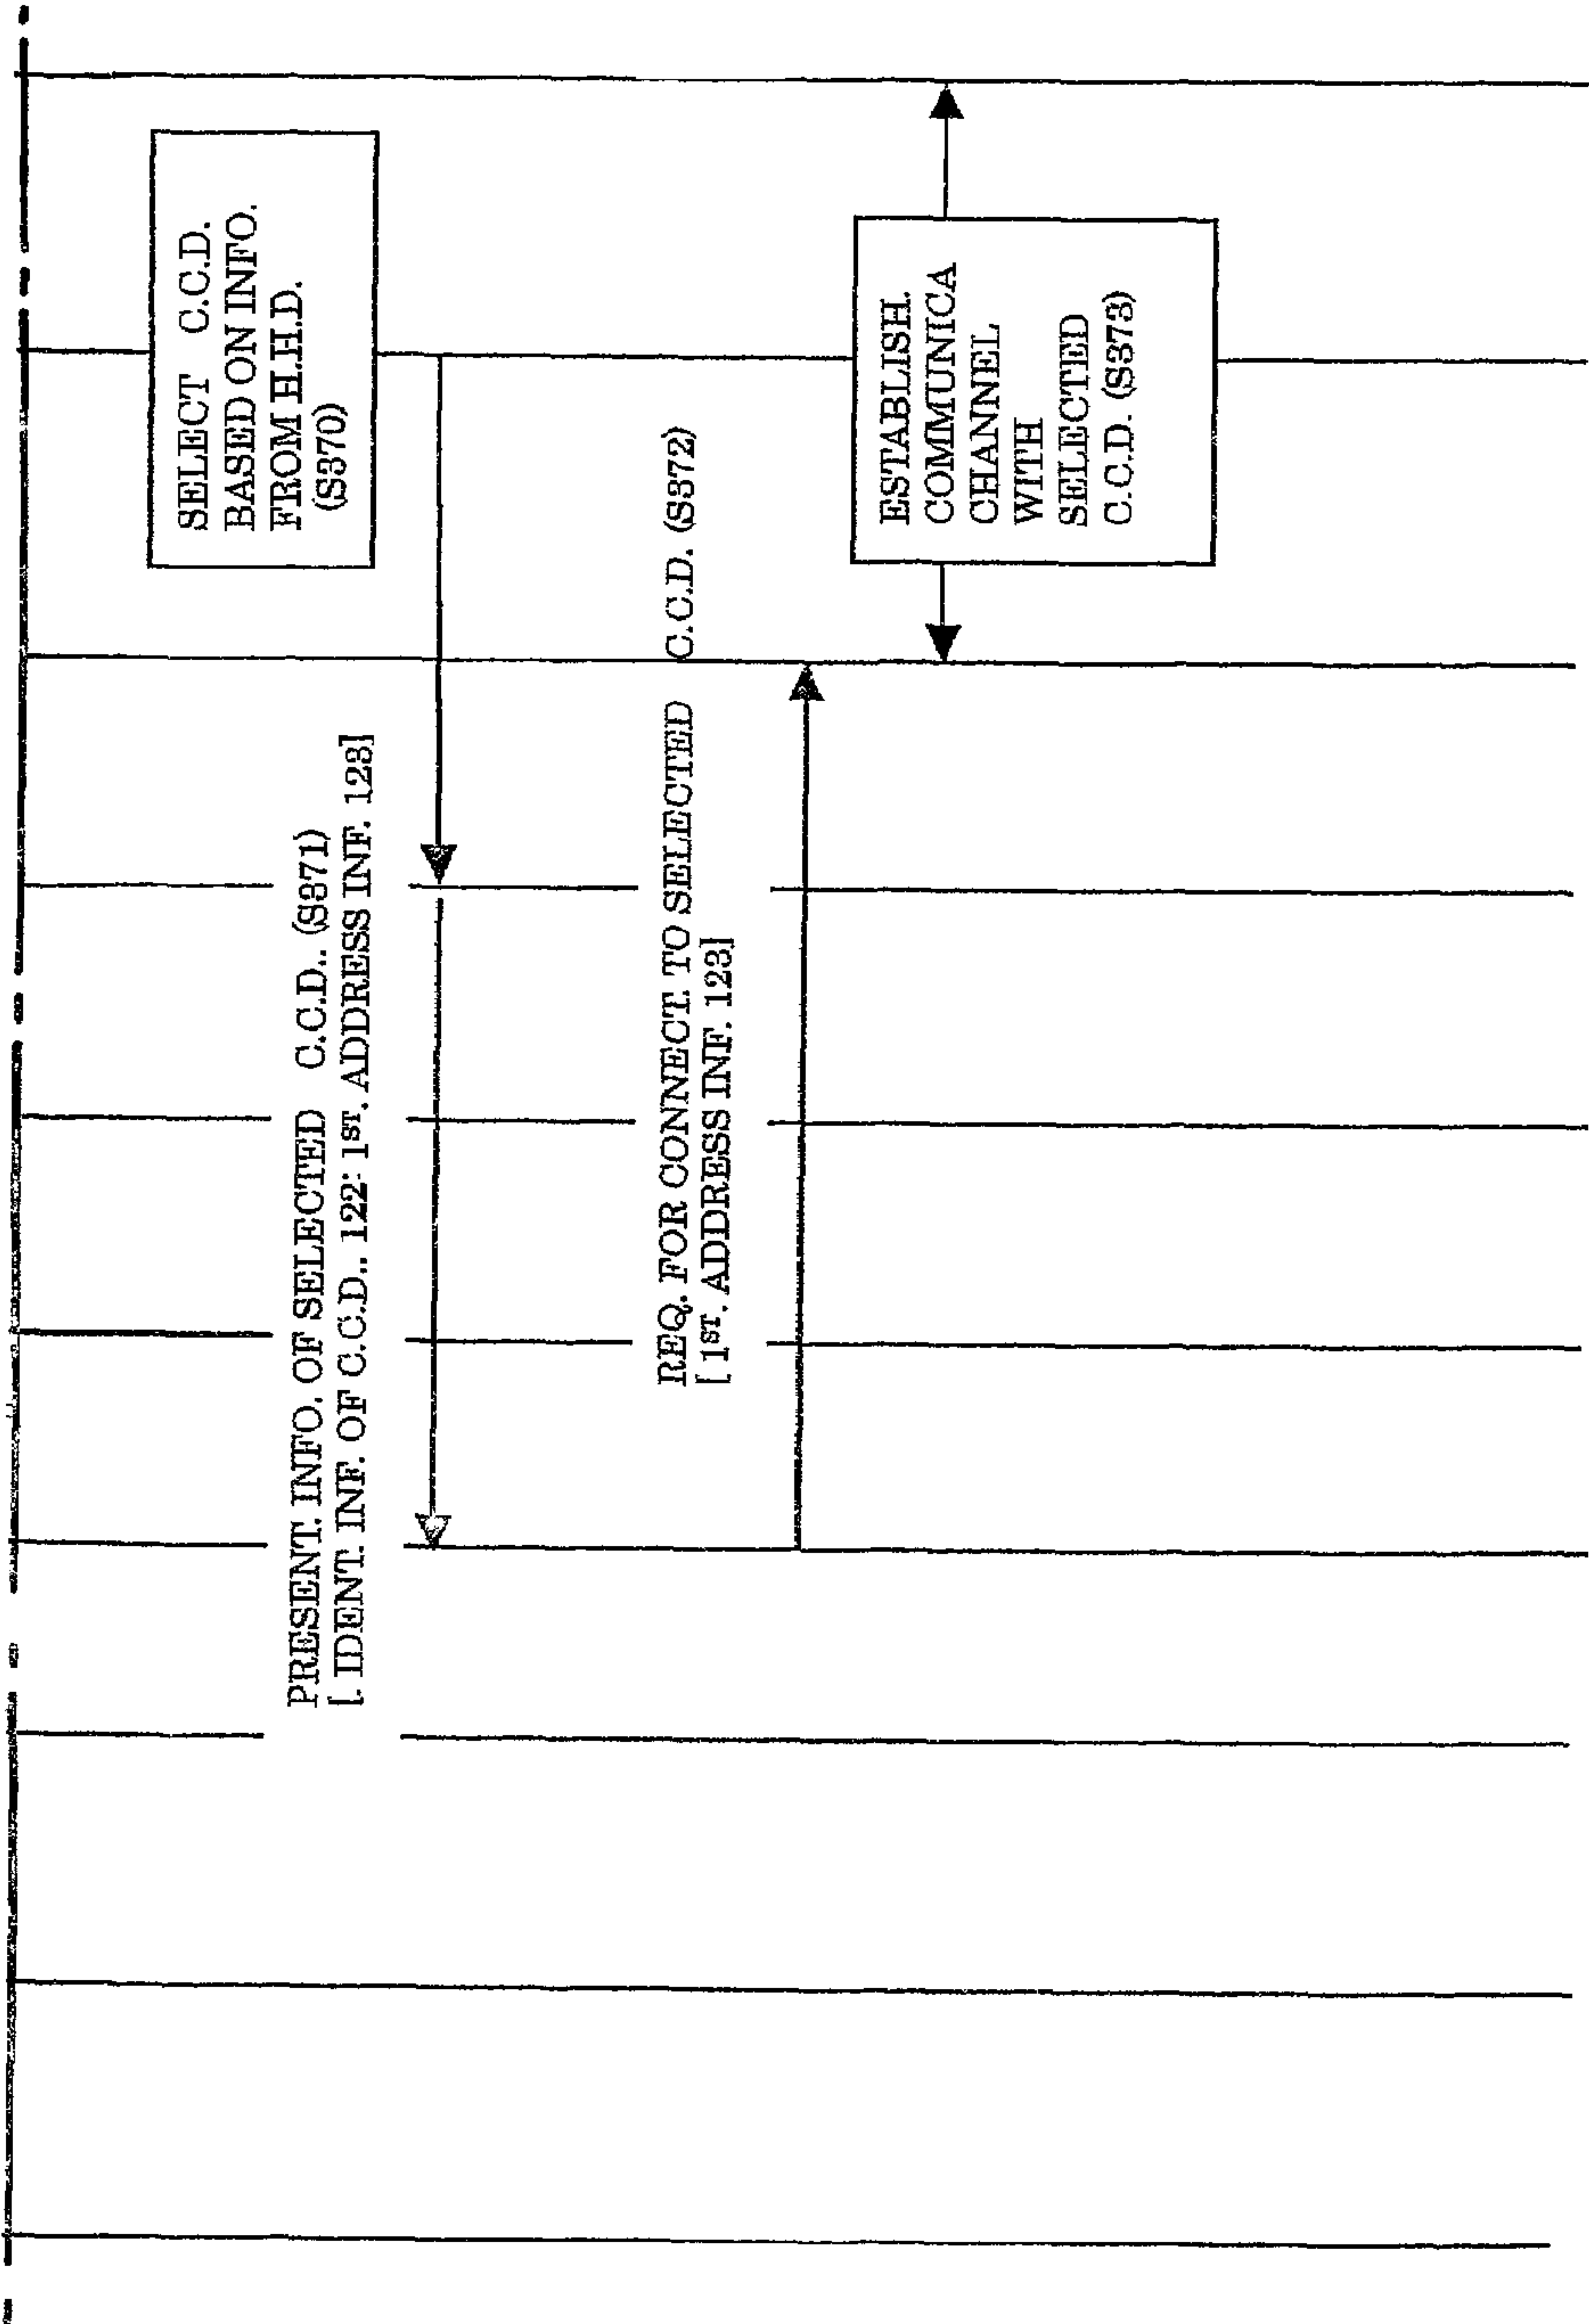 SELECT C.C.D.
BASED ON INFO.
FROM H.H.D.
(S370)
PRESENT. INFO. OF SELECTED C.C.D.. (S371)
[. IDENT. INF. OF C.C.D.. 122: 1ST. ADDRESS INF. 123]
REQ. FOR CONNECT. TO SELECTED C.C.D. (S372)
[ 1ST. ADDRESS INF. 123]
ESTABLISH.
COMMUNICA
CHANNEL
WITH
SELECTED
C.C.D. (S373)